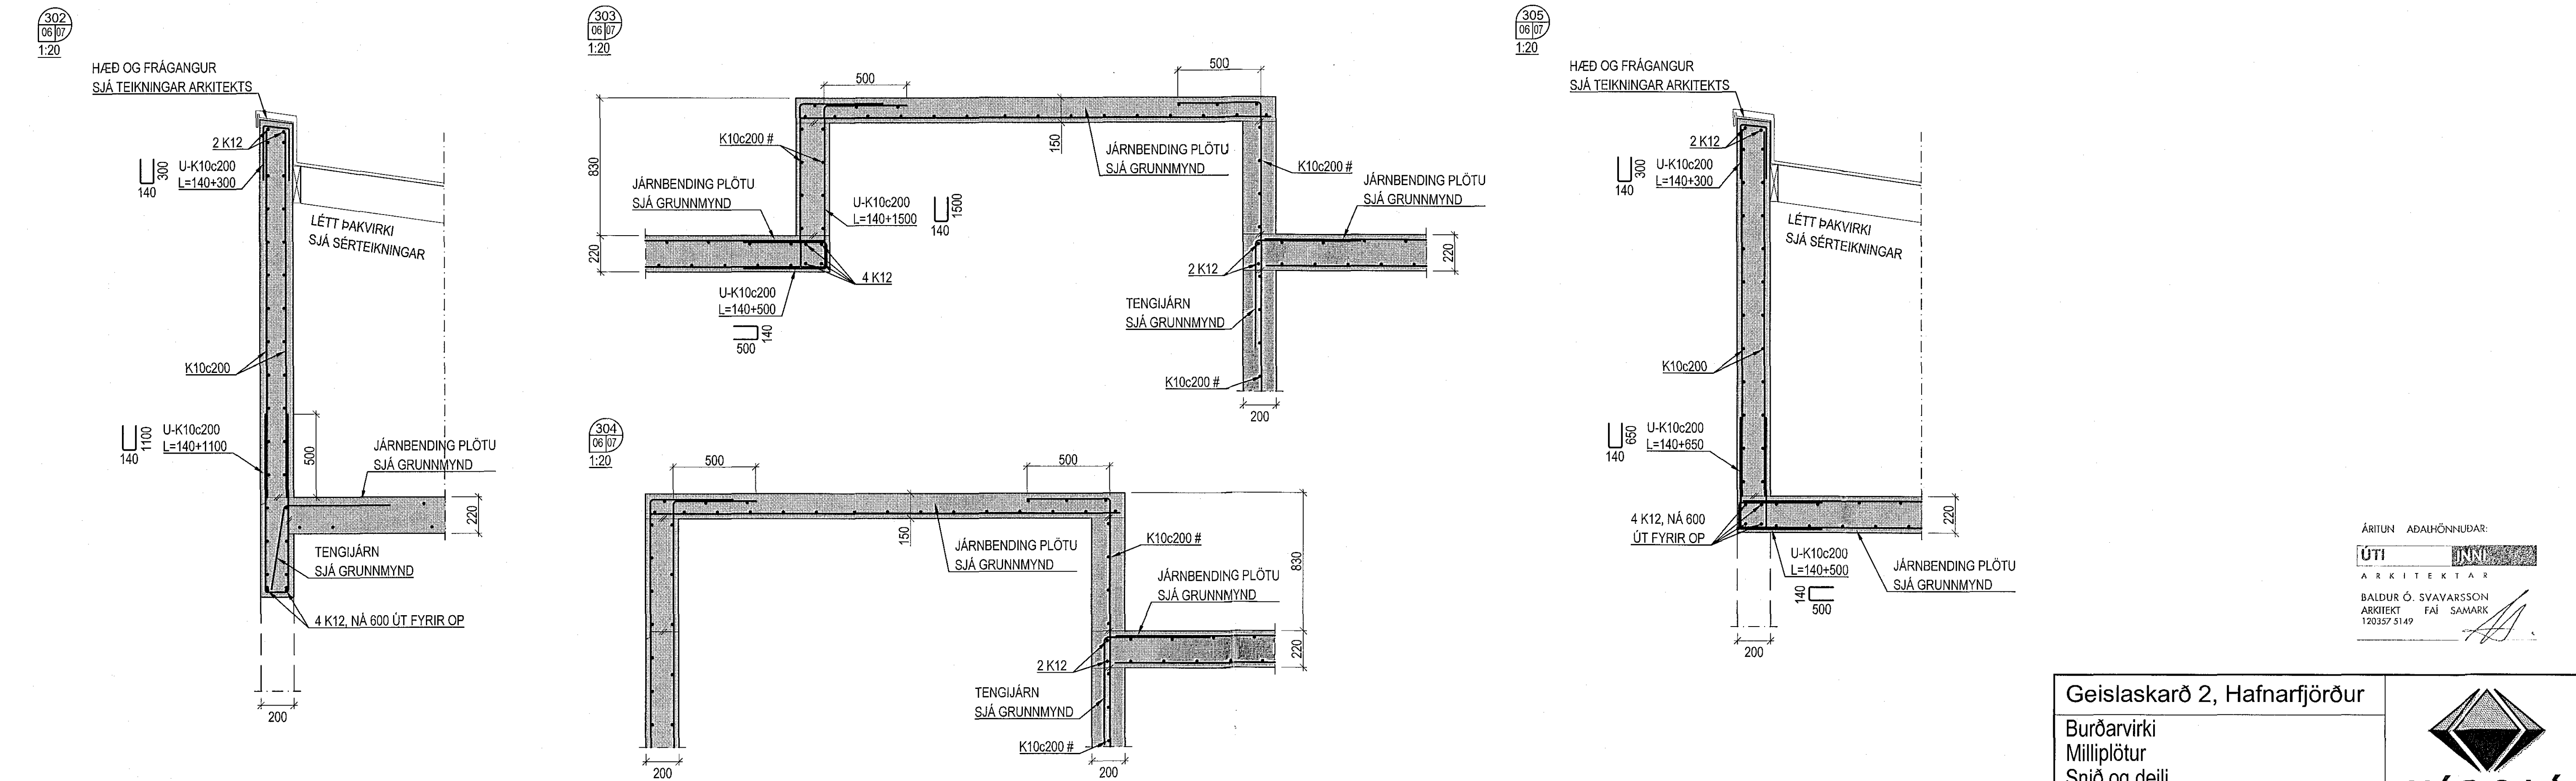 302
06 07
1:20
HÆÐ OG FRÁGANGUR
SJÁ TEIKNINGAR ARKITEKTS
2 K12
U-K10c200
L=140+300
300
140
LÉTT ÞAKVIRKI
SJÁ SÉRTEIKNINGAR
K10c200
U-K10c200
L=140+1100
1100
140
500
JÁRNBENDING PLÖTU
SJÁ GRUNNMYND
220
TENGIJÁRN
SJÁ GRUNNMYND
4 K12, NÁ 600 ÚT FYRIR OP
200
303
06 07
1:20
500
500
830
K10c200 #
150
JÁRNBENDING PLÖTU
SJÁ GRUNNMYND
K10c200 #
JÁRNBENDING PLÖTU
SJÁ GRUNNMYND
JÁRNBENDING PLÖTU
SJÁ GRUNNMYND
U-K10c200
L=140+1500
1500
140
220
220
4 K12
2 K12
U-K10c200
L=140+500
140
500
TENGIJÁRN
SJÁ GRUNNMYND
K10c200 #
200
304
06 07
1:20
500
500
150
JÁRNBENDING PLÖTU
SJÁ GRUNNMYND
K10c200 #
830
JÁRNBENDING PLÖTU
SJÁ GRUNNMYND
220
2 K12
TENGIJÁRN
SJÁ GRUNNMYND
K10c200 #
200
200
305
06 07
1:20
HÆÐ OG FRÁGANGUR
SJÁ TEIKNINGAR ARKITEKTS
2 K12
U-K10c200
L=140+300
300
140
LÉTT ÞAKVIRKI
SJÁ SÉRTEIKNINGAR
K10c200
U-K10c200
L=140+650
650
140
4 K12, NÁ 600
ÚT FYRIR OP
220
U-K10c200
L=140+500
140
500
JÁRNBENDING PLÖTU
SJÁ GRUNNMYND
200
ÁRITUN AÐALHÖNNUÐAR:
ÚTI INNI
ARKITEKTAR
BALDUR Ó. SVAVARSSON
ARKITEKT FAÍ SAMARK
120357 5149
Geislaskarð 2, Hafnarfjörður
Burðarvirki
Milliplötur
Snið og deili